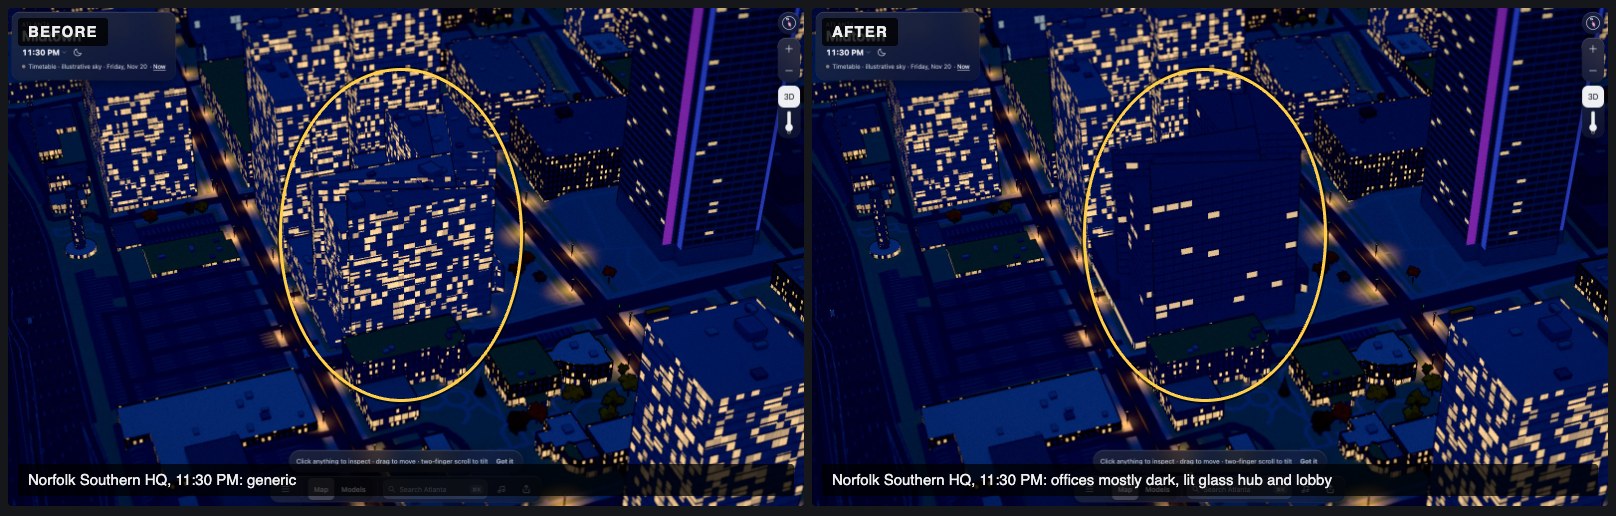 BEFORE
Midtown
11:30 PM
Timetable · Illustrative sky · Friday, Nov 20 · Now
3D
Click anything to inspect · drag to move · two-finger scroll to tilt Got it
Norfolk Southern HQ, 11:30 PM: generic
Map Models Search Atlanta
AFTER
Midtown
11:30 PM
Timetable · Illustrative sky · Friday, Nov 20 · Now
3D
Click anything to inspect · drag to move · two-finger scroll to tilt Got it
Norfolk Southern HQ, 11:30 PM: offices mostly dark, lit glass hub and lobby
Map Models Search Atlanta